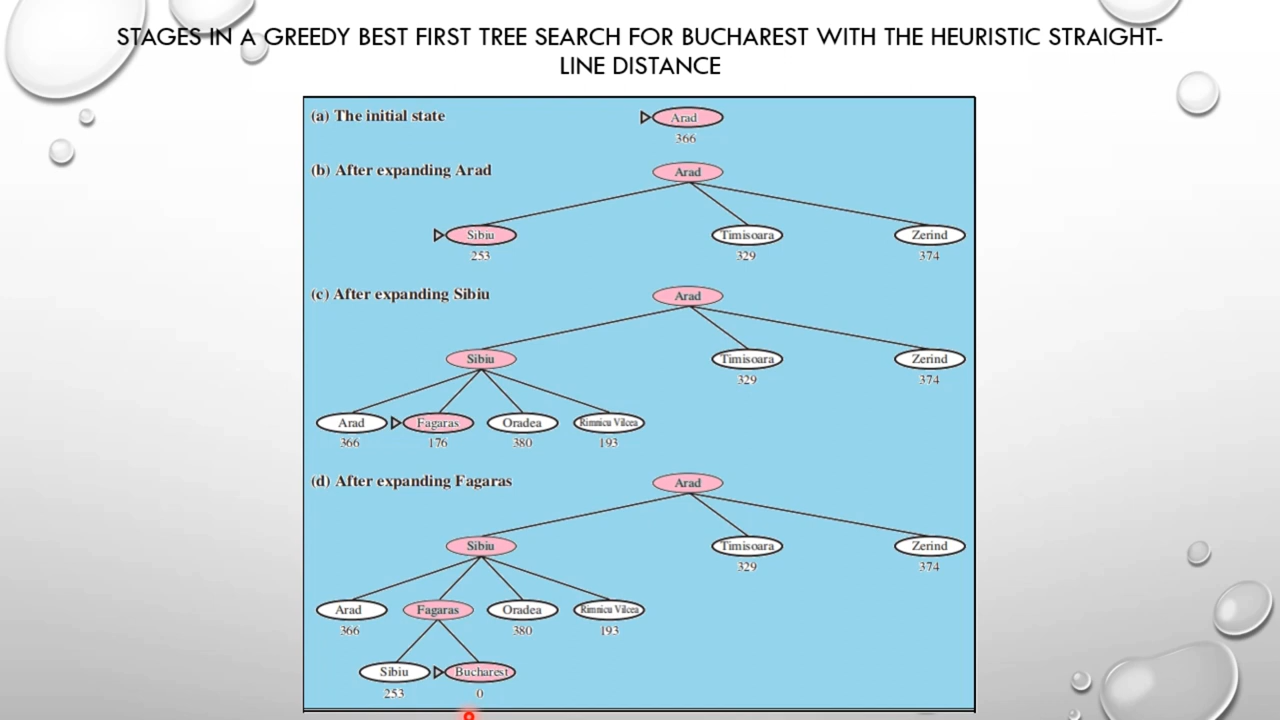 STAGES IN A GREEDY BEST FIRST TREE SEARCH FOR BUCHAREST WITH THE HEURISTIC STRAIGHT-
LINE DISTANCE
(a) The initial state
Arad
366
(b) After expanding Arad
Arad
Sibiu
Timisoara
Zerind
253
329
374
(c) After expanding Sibiu
Arad
Sibiu
Timisoara
Zerind
329
374
Arad
Fagaras
Oradea
Rimnicu Vilcea
366
176
380
193
(d) After expanding Fagaras
Arad
Sibiu
Timisoara
Zerind
329
374
Arad
Fagaras
Oradea
Rimnicu Vilcea
366
380
193
Sibiu
Bucharest
253
0